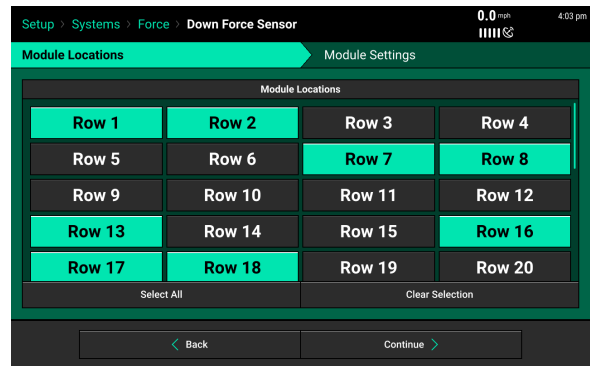 Setup > Systems > Force > Down Force Sensor 0.0 mph 4:03 pm
Module Locations Module Settings
Module Locations
Row 1 Row 2 Row 3 Row 4
Row 5 Row 6 Row 7 Row 8
Row 9 Row 10 Row 11 Row 12
Row 13 Row 14 Row 15 Row 16
Row 17 Row 18 Row 19 Row 20
Select All Clear Selection
< Back Continue >